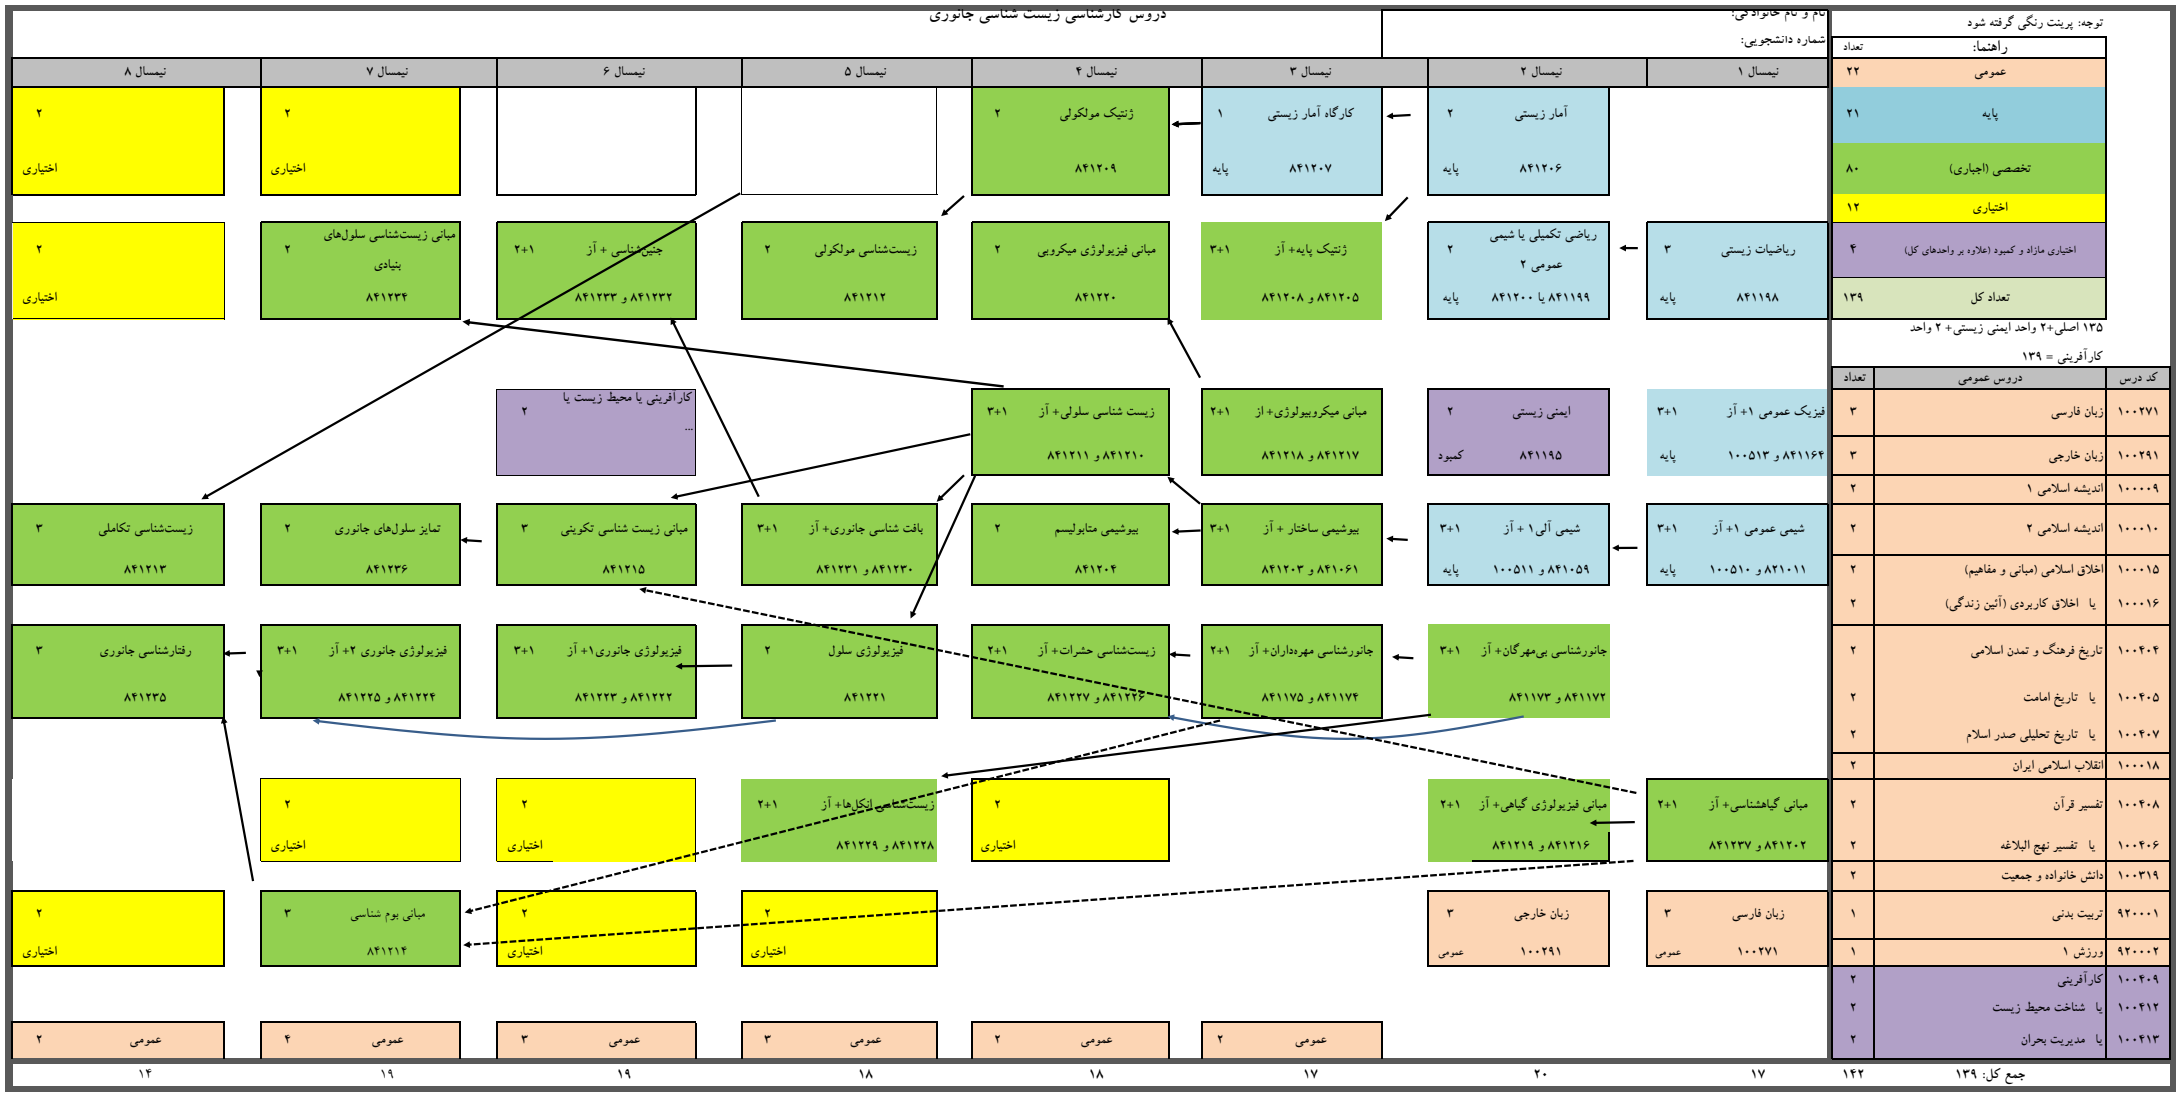 دروس کارشناسی زیست شناسی جانوری
نام و نام خانوادگی:
شماره دانشجویی:
توجه: پرینت رنگی گرفته شود
راهنما: تعداد
عمومی ۲۲
پایه ۲۱
تخصصی (اجباری) ۸۰
اختیاری ۱۲
اختیاری مازاد و کمبود (علاوه بر واحدهای کل) ۴
تعداد کل ۱۳۹
۱۳۵ اصلی+۲ واحد ایمنی زیستی+ ۲ واحد
کارآفرینی = ۱۳۹
کد درس دروس عمومی تعداد
۱۰۰۲۷۱ زبان فارسی ۳
۱۰۰۲۹۱ زبان خارجی ۳
۱۰۰۰۰۹ اندیشه اسلامی ۱ ۲
۱۰۰۰۱۰ اندیشه اسلامی ۲ ۲
۱۰۰۰۱۵ اخلاق اسلامی (مبانی و مفاهیم) ۲
۱۰۰۰۱۶ یا اخلاق کاربردی (آئین زندگی) ۲
۱۰۰۴۰۴ تاریخ فرهنگ و تمدن اسلامی ۲
۱۰۰۴۰۵ یا تاریخ امامت ۲
۱۰۰۴۰۷ یا تاریخ تحلیلی صدر اسلام ۲
۱۰۰۰۱۸ انقلاب اسلامی ایران ۲
۱۰۰۴۰۸ تفسیر قرآن ۲
۱۰۰۴۰۶ یا تفسیر نهج البلاغه ۲
۱۰۰۳۱۹ دانش خانواده و جمعیت ۲
۹۲۰۰۰۱ تربیت بدنی ۱
۹۲۰۰۰۲ ورزش ۱ ۱
۱۰۰۴۰۹ کارآفرینی ۲
۱۰۰۴۱۲ یا شناخت محیط زیست ۲
۱۰۰۴۱۳ یا مدیریت بحران ۲
جمع کل: ۱۳۹ ۱۴۲
نیمسال ۱ نیمسال ۲ نیمسال ۳ نیمسال ۴ نیمسال ۵ نیمسال ۶ نیمسال ۷ نیمسال ۸
آمار زیستی ۲
۸۴۱۲۰۶ پایه
کارگاه آمار زیستی ۱
۸۴۱۲۰۷ پایه
ژنتیک مولکولی ۲
۸۴۱۲۰۹
۲
اختیاری
۲
اختیاری
ریاضیات زیستی ۳
۸۴۱۱۹۸ پایه
ریاضی تکمیلی یا شیمی
عمومی ۲ ۲
۸۴۱۱۹۹ یا ۸۴۱۲۰۰ پایه
ژنتیک پایه+ آز ۳+۱
۸۴۱۲۰۵ و ۸۴۱۲۰۸
مبانی فیزیولوژی میکروبی ۲
۸۴۱۲۲۰
زیست‌شناسی مولکولی ۲
۸۴۱۲۱۲
جنین‌شناسی + آز ۲+۱
۸۴۱۲۳۲ و ۸۴۱۲۳۳
مبانی زیست‌شناسی سلول‌های
بنیادی ۲
۸۴۱۲۳۴
۲
اختیاری
فیزیک عمومی ۱+ آز ۳+۱
۸۴۱۱۶۴ و ۱۰۰۵۱۳ پایه
ایمنی زیستی ۲
۸۴۱۱۹۵ کمبود
مبانی میکروبیولوژی+ از ۲+۱
۸۴۱۲۱۷ و ۸۴۱۲۱۸
زیست شناسی سلولی+ آز ۳+۱
۸۴۱۲۱۰ و ۸۴۱۲۱۱
کارآفرینی یا محیط زیست یا
... ۲
شیمی عمومی ۱+ آز ۳+۱
۸۲۱۰۱۱ و ۱۰۰۵۱۰ پایه
شیمی آلی۱ + آز ۳+۱
۸۴۱۰۵۹ و ۱۰۰۵۱۱ پایه
بیوشیمی ساختار + آز ۳+۱
۸۴۱۰۶۱ و ۸۴۱۲۰۳
بیوشیمی متابولیسم ۲
۸۴۱۲۰۴
بافت شناسی جانوری+ آز ۳+۱
۸۴۱۲۳۰ و ۸۴۱۲۳۱
مبانی زیست شناسی تکوینی ۳
۸۴۱۲۱۵
تمایز سلول‌های جانوری ۲
۸۴۱۲۳۶
زیست‌شناسی تکاملی ۳
۸۴۱۲۱۳
جانورشناسی بی‌مهرگان+ آز ۳+۱
۸۴۱۱۷۲ و ۸۴۱۱۷۳
جانورشناسی مهره‌داران+ آز ۲+۱
۸۴۱۱۷۴ و ۸۴۱۱۷۵
زیست‌شناسی حشرات+ آز ۲+۱
۸۴۱۲۲۶ و ۸۴۱۲۲۷
فیزیولوژی سلول ۲
۸۴۱۲۲۱
فیزیولوژی جانوری۱+ آز ۳+۱
۸۴۱۲۲۲ و ۸۴۱۲۲۳
فیزیولوژی جانوری ۲+ آز ۳+۱
۸۴۱۲۲۴ و ۸۴۱۲۲۵
رفتارشناسی جانوری ۳
۸۴۱۲۳۵
مبانی گیاهشناسی+ آز ۲+۱
۸۴۱۲۰۲ و ۸۴۱۲۳۷
مبانی فیزیولوژی گیاهی+ آز ۲+۱
۸۴۱۲۱۶ و ۸۴۱۲۱۹
۲
اختیاری
زیست‌شناسی انگل‌ها+ آز ۲+۱
۸۴۱۲۲۸ و ۸۴۱۲۲۹
۲
اختیاری
۲
اختیاری
زبان فارسی ۳
۱۰۰۲۷۱ عمومی
زبان خارجی ۳
۱۰۰۲۹۱ عمومی
۲
اختیاری
۲
اختیاری
مبانی بوم شناسی ۳
۸۴۱۲۱۴
۲
اختیاری
عمومی ۲
عمومی ۲
عمومی ۳
عمومی ۳
عمومی ۴
عمومی ۲
۱۷ ۲۰ ۱۷ ۱۸ ۱۸ ۱۹ ۱۹ ۱۴